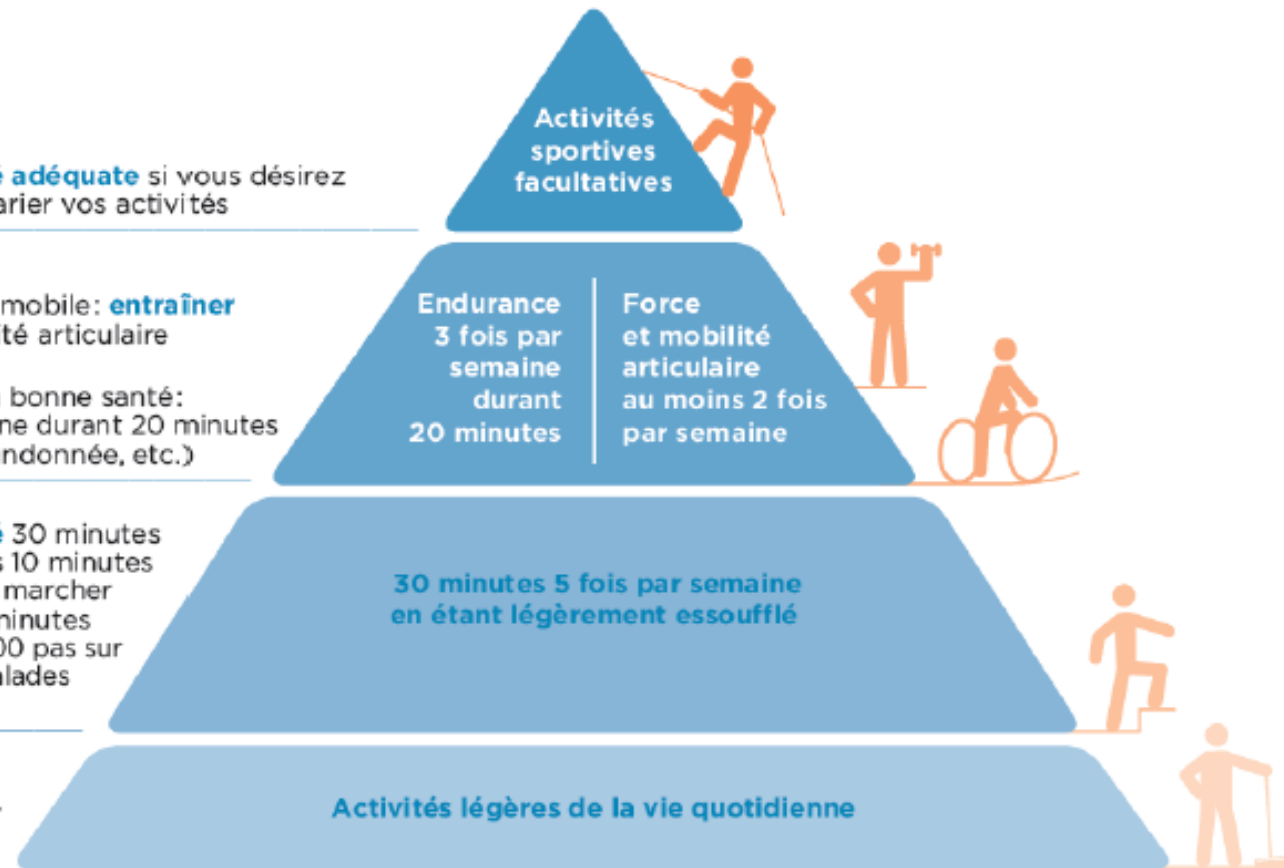 Activités
sportives
facultatives
adéquate si vous désirez
arier vos activités
Endurance
3 fois par
semaine
durant
20 minutes
Force
et mobilité
articulaire
au moins 2 fois
par semaine
mobile: entraîner
ité articulaire
bonne santé:
ne durant 20 minutes
ndonnée, etc.)
30 minutes 5 fois par semaine
en étant légèrement essoufflé
é 30 minutes
s 10 minutes
marcher
minutes
00 pas sur
alades
Activités légères de la vie quotidienne